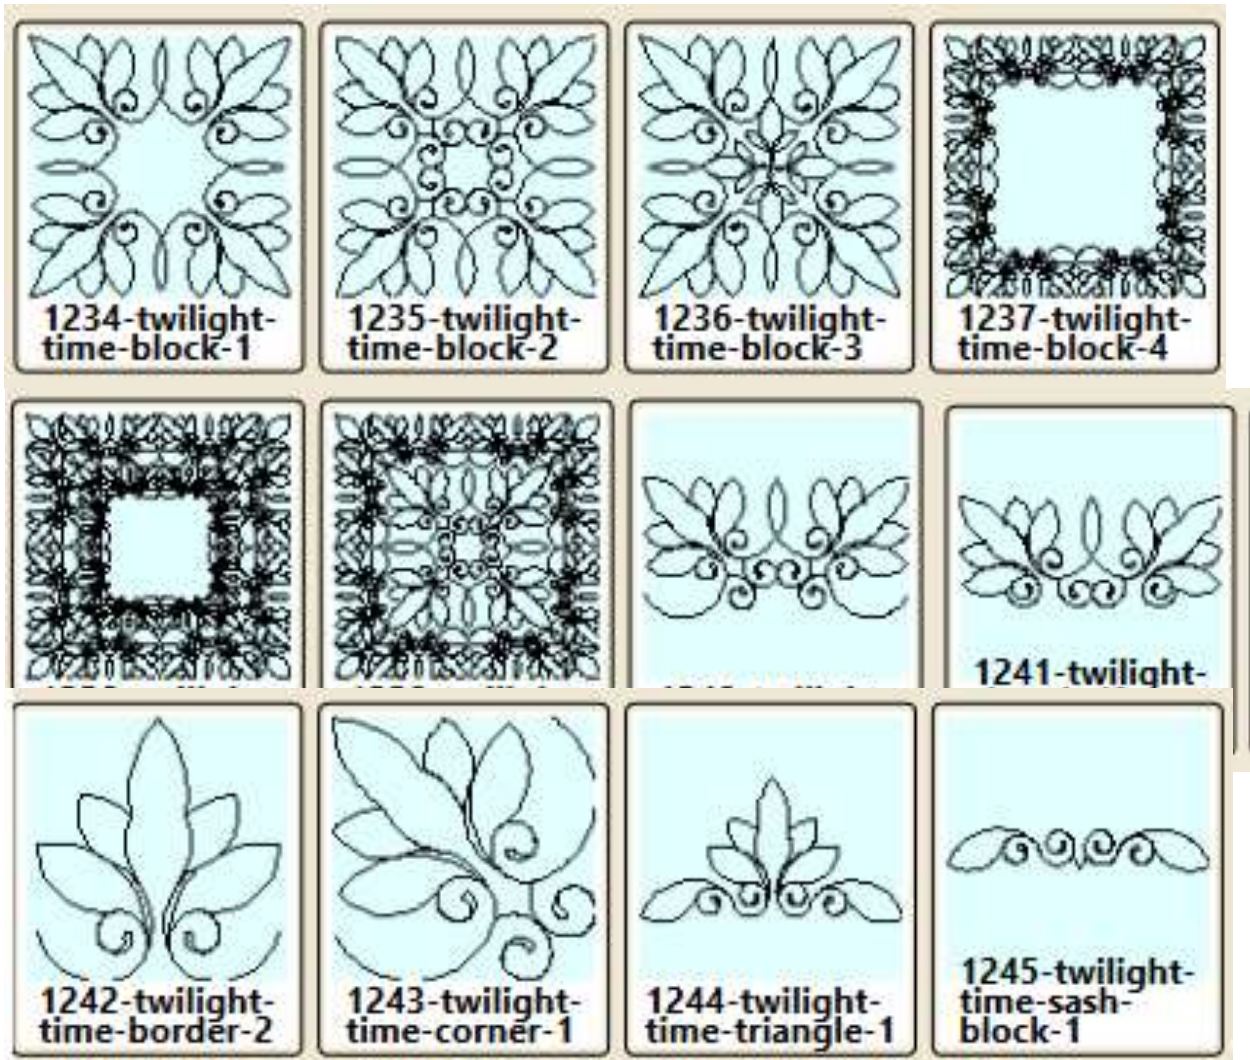 1234-twilight-
time-block-1
1235-twilight-
time-block-2
1236-twilight-
time-block-3
1237-twilight-
time-block-4
1241-twilight-
1242-twilight-
time-border-2
1243-twilight-
time-corner-1
1244-twilight-
time-triangle-1
1245-twilight-
time-sash-
block-1